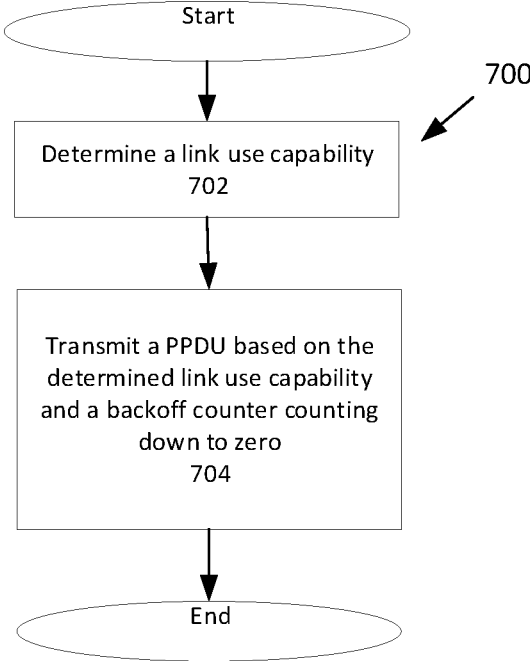 Start
700
Determine a link use capability
702
Transmit a PPDU based on the
determined link use capability
and a backoff counter counting
down to zero
704
End